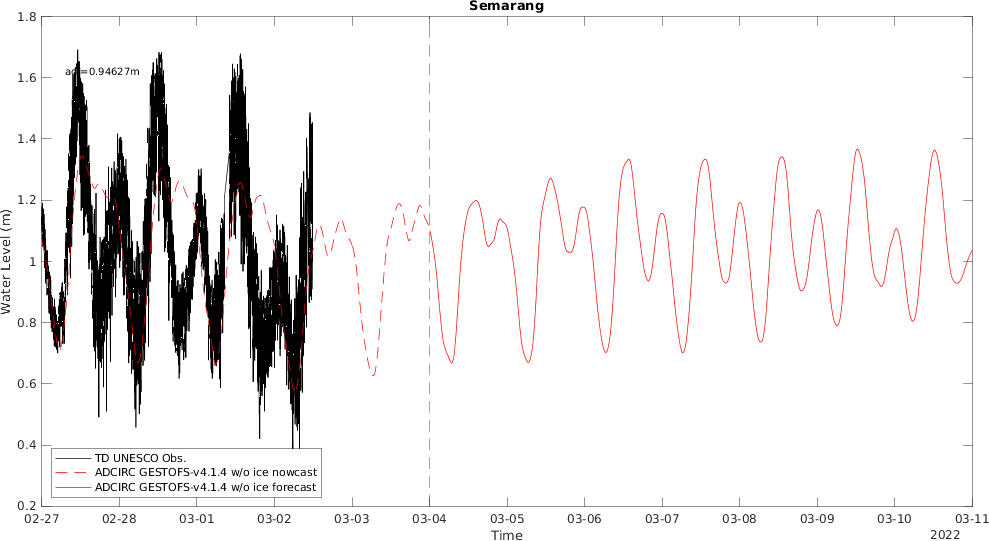 Semarang
1.8
1.6
1.4
1.2
1
0.8
0.6
0.4
0.2
Water Level (m)
=0.94627m
TD UNESCO Obs.
ADCIRC GESTOFS-v4.1.4 w/o ice nowcast
ADCIRC GESTOFS-v4.1.4 w/o ice forecast
02-27 02-28 03-01 03-02 03-03 03-04 03-05 03-06 03-07 03-08 03-09 03-10 03-11
Time
2022